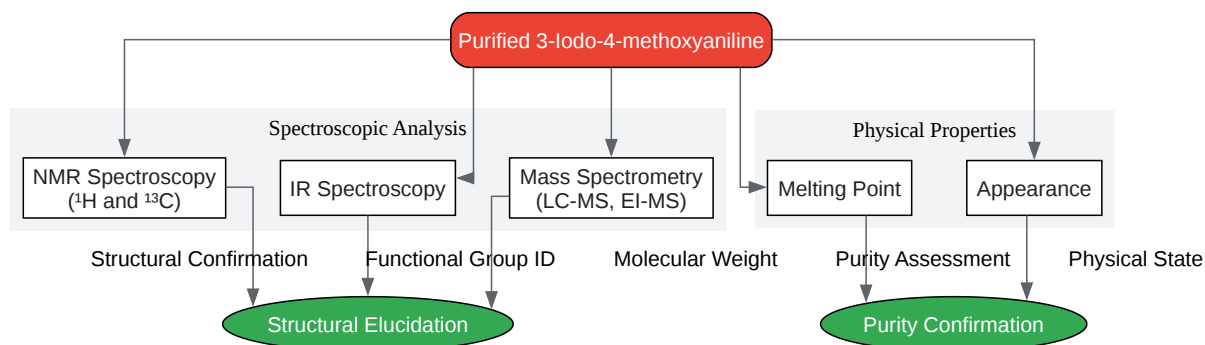 Purified 3-Iodo-4-methoxyaniline
Spectroscopic Analysis
Physical Properties
NMR Spectroscopy
(¹H and ¹³C)
IR Spectroscopy
Mass Spectrometry
(LC-MS, EI-MS)
Melting Point
Appearance
Structural Confirmation
Functional Group ID
Molecular Weight
Purity Assessment
Physical State
Structural Elucidation
Purity Confirmation